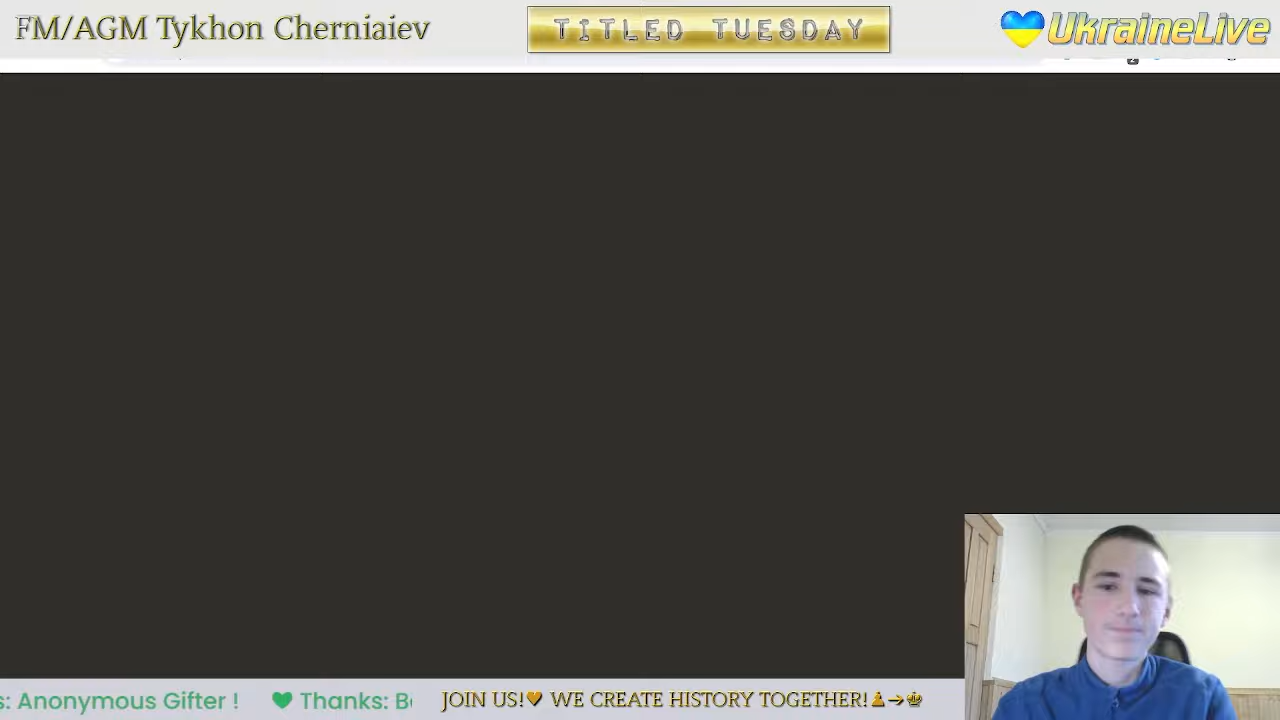 FM/AGM Tykhon Cherniaiev
TITLED TUESDAY
UkraineLive
s: Anonymous Gifter !
Thanks: B
JOIN US! WE CREATE HISTORY TOGETHER!